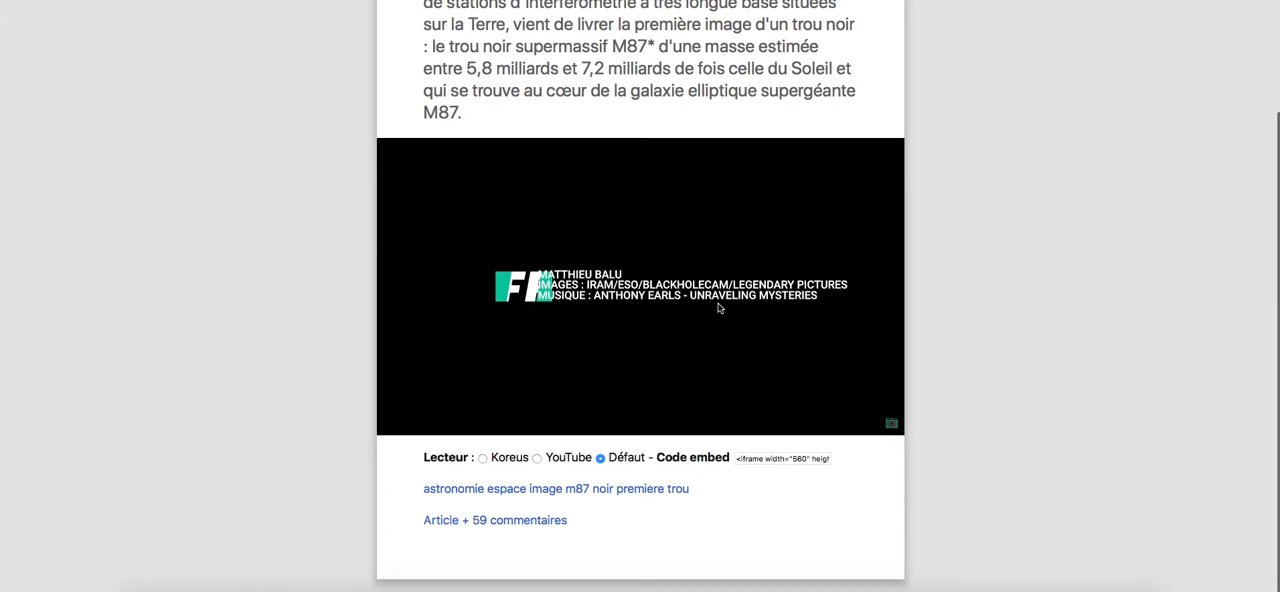 de stations d'interférométrie à très longue base situées
sur la Terre, vient de livrer la première image d'un trou noir
: le trou noir supermassif M87* d'une masse estimée
entre 5,8 milliards et 7,2 milliards de fois celle du Soleil et
qui se trouve au cœur de la galaxie elliptique supergéante
M87.
MATTHIEU BALU
IMAGES : IRAM/ESO/BLACKHOLECAM/LEGENDARY PICTURES
MUSIQUE : ANTHONY EARLS - UNRAVELING MYSTERIES
Lecteur : Koreus YouTube Défaut - Code embed <iframe width="560" heigh
astronomie espace image m87 noir premiere trou
Article + 59 commentaires